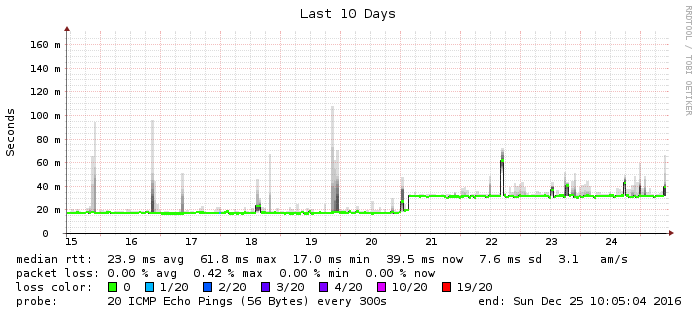 Last 10 Days
RRDTOOL / TOBI OETIKER
Seconds
160 m
140 m
120 m
100 m
80 m
60 m
40 m
20 m
0
15 16 17 18 19 20 21 22 23 24
median rtt: 23.9 ms avg 61.8 ms max 17.0 ms min 39.5 ms now 7.6 ms sd 3.1 am/s
packet loss: 0.00 % avg 0.42 % max 0.00 % min 0.00 % now
loss color: 0 1/20 2/20 3/20 4/20 10/20 19/20
probe: 20 ICMP Echo Pings (56 Bytes) every 300s end: Sun Dec 25 10:05:04 2016